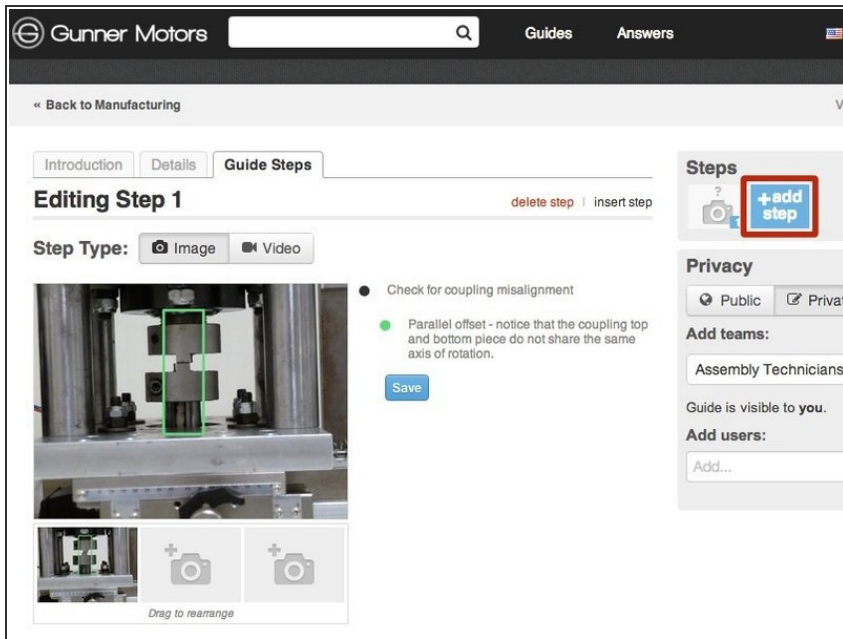 Gunner Motors
Guides
Answers
« Back to Manufacturing
V
Introduction
Details
Guide Steps
Editing Step 1
delete step | insert step
Step Type:
Image
Video
Check for coupling misalignment
Parallel offset - notice that the coupling top
and bottom piece do not share the same
axis of rotation.
Save
Drag to rearrange
Steps
?
1
+add
step
Privacy
Public
Privat
Add teams:
Assembly Technicians
Guide is visible to you.
Add users:
Add...